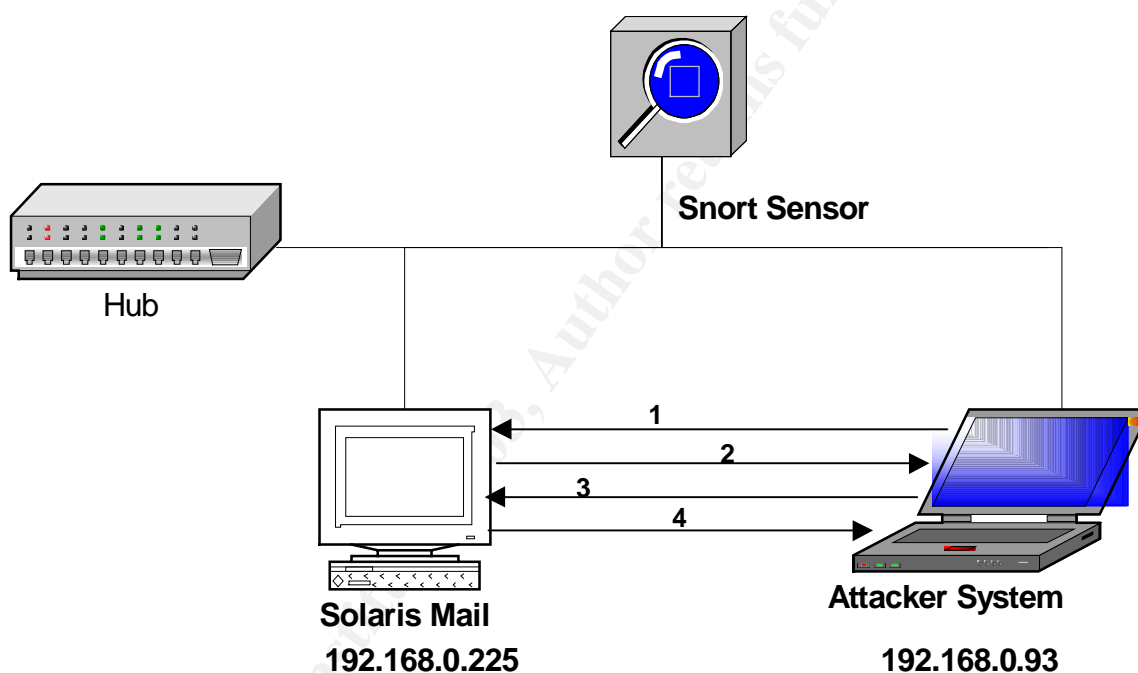 Snort Sensor
Hub
1
2
3
4
Solaris Mail
192.168.0.225
Attacker System
192.168.0.93